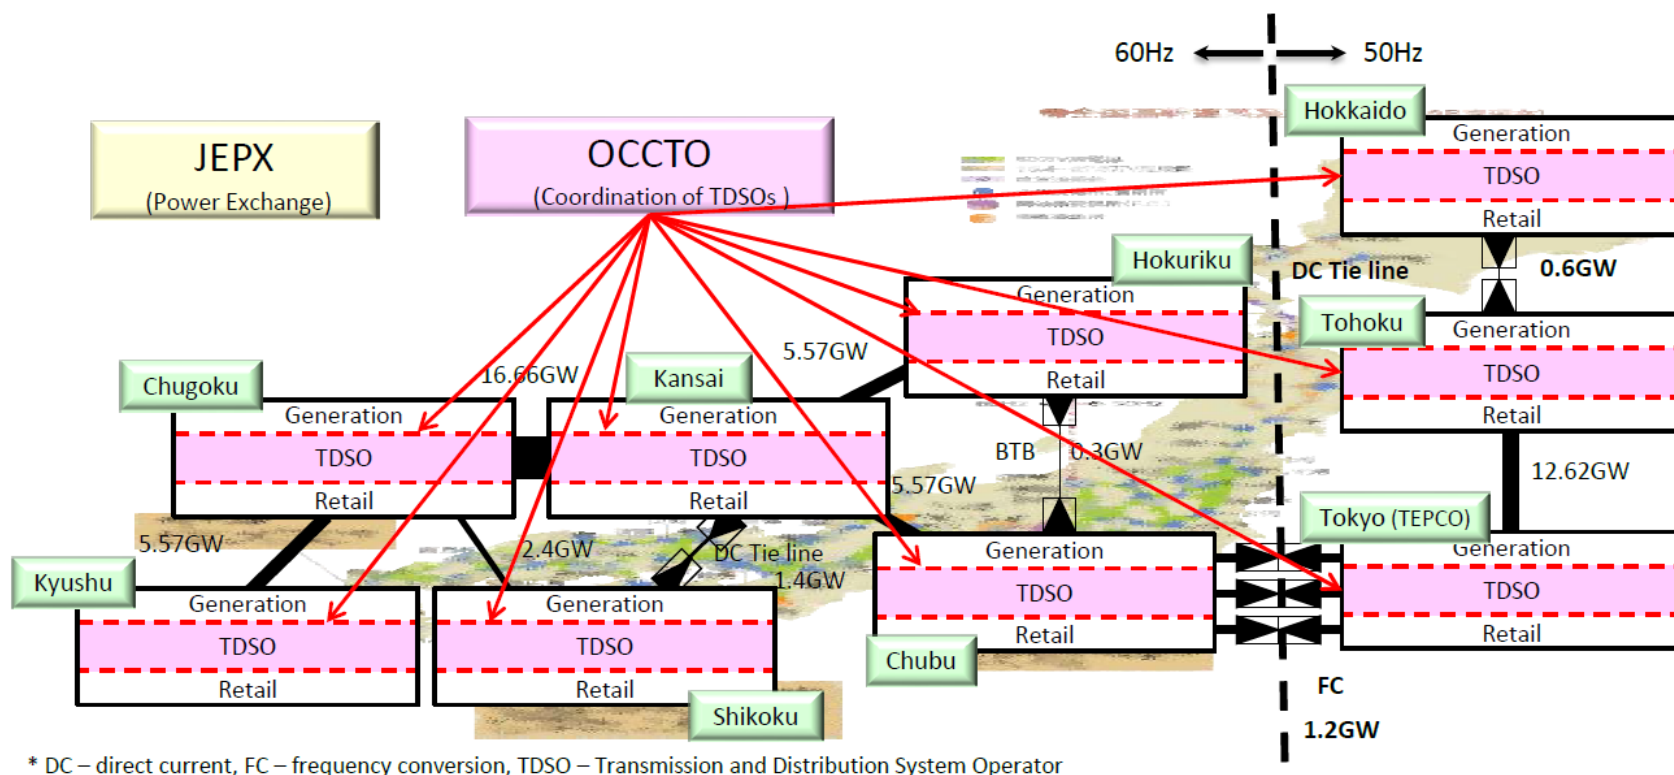 60Hz
50Hz
Hokkaido
Generation
TDSO
Retail
JEPX
(Power Exchange)
OCCTO
(Coordination of TDSOs )
Hokuriku
Generation
TDSO
Retail
DC Tie line
0.6GW
Tohoku
Generation
TDSO
Retail
5.57GW
16.66GW
Chugoku
Generation
TDSO
Retail
Kansai
Generation
TDSO
Retail
BTB
0.3GW
5.57GW
12.62GW
Tokyo (TEPCO)
Generation
TDSO
Retail
5.57GW
2.4GW
DC Tie line
1.4GW
Kyushu
Generation
TDSO
Retail
Generation
TDSO
Retail
Shikoku
Generation
TDSO
Retail
Chubu
FC
1.2GW
* DC – direct current, FC – frequency conversion, TDSO – Transmission and Distribution System Operator